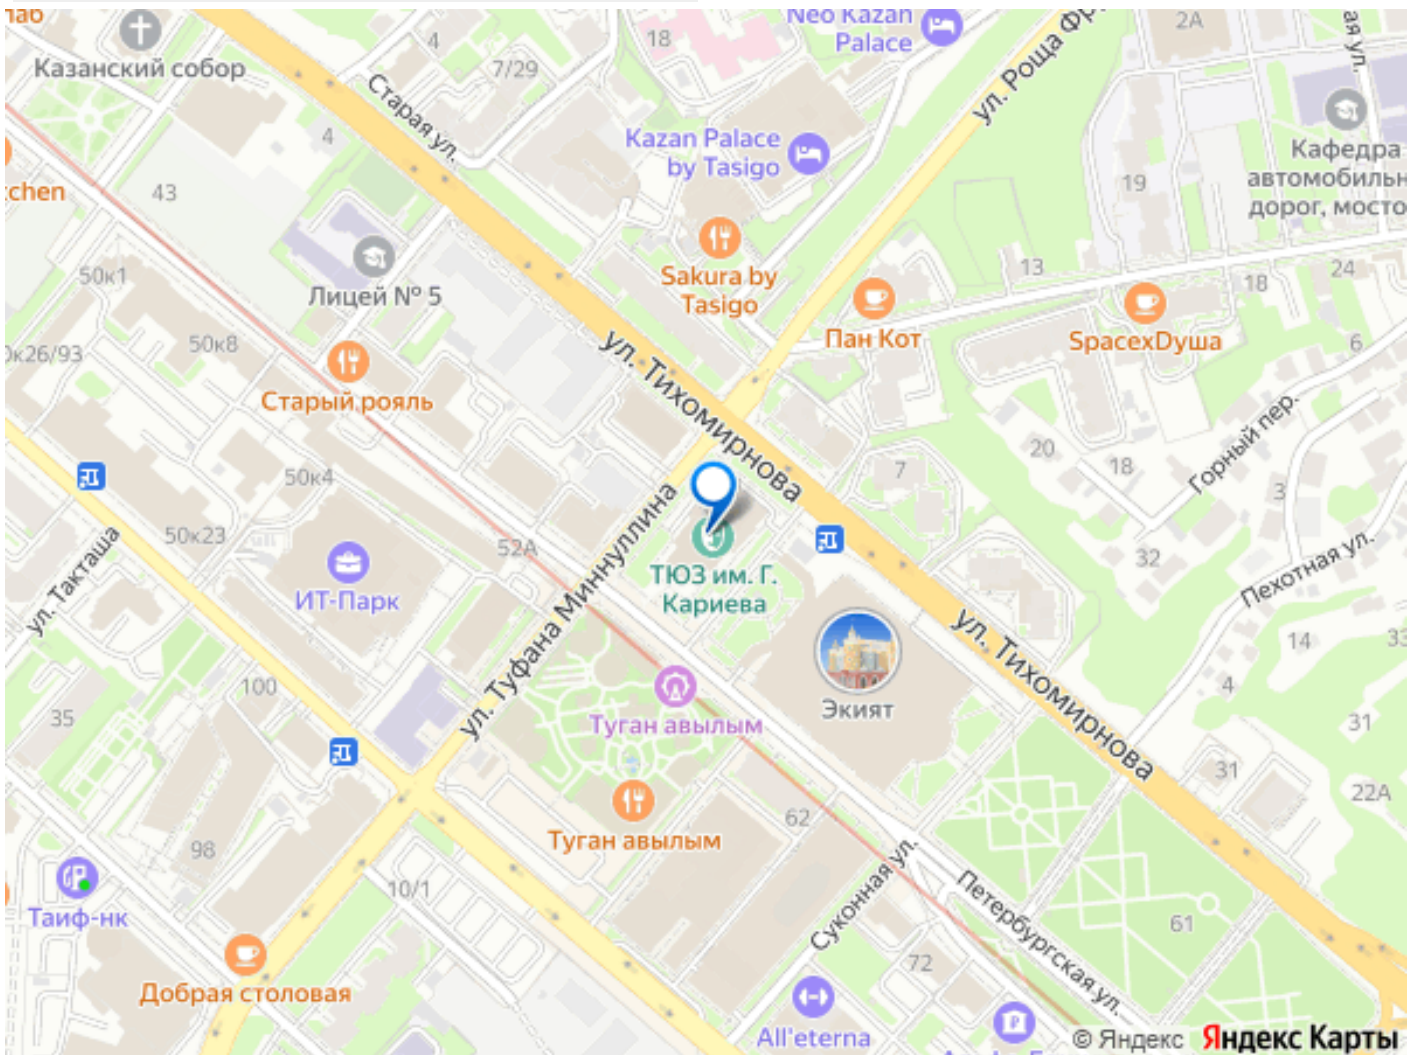 Казанский собор
4
7/29
18
Neo Kazan
Palace
2А
ул. Роща
Старая ул.
Kazan Palace
by Tasigo
Кафедра
19
4
43
Sakura by
Tasigo
13
18
24
50к1
Лицей № 5
Пан Кот
SpacexDуша
6
50к8
Старый рояль
ул. Тихомирнова
Горный пер.
20
18
7
3
50к4
50к23
52А
32
Пехотная ул.
ул. Такташа
ИТ-Парк
ул. Туфана Миннуллина
ТЮЗ им. Г.
Кариева
ул. Тихомирнова
14
33
4
100
35
Туган авылым
Экият
31
31
22А
Туган авылым
62
98
10/1
Таиф-нк
Суконная ул.
Петербургская ул.
61
72
Добрая столовая
All'eterna
© Яндекс Яндекс Карты